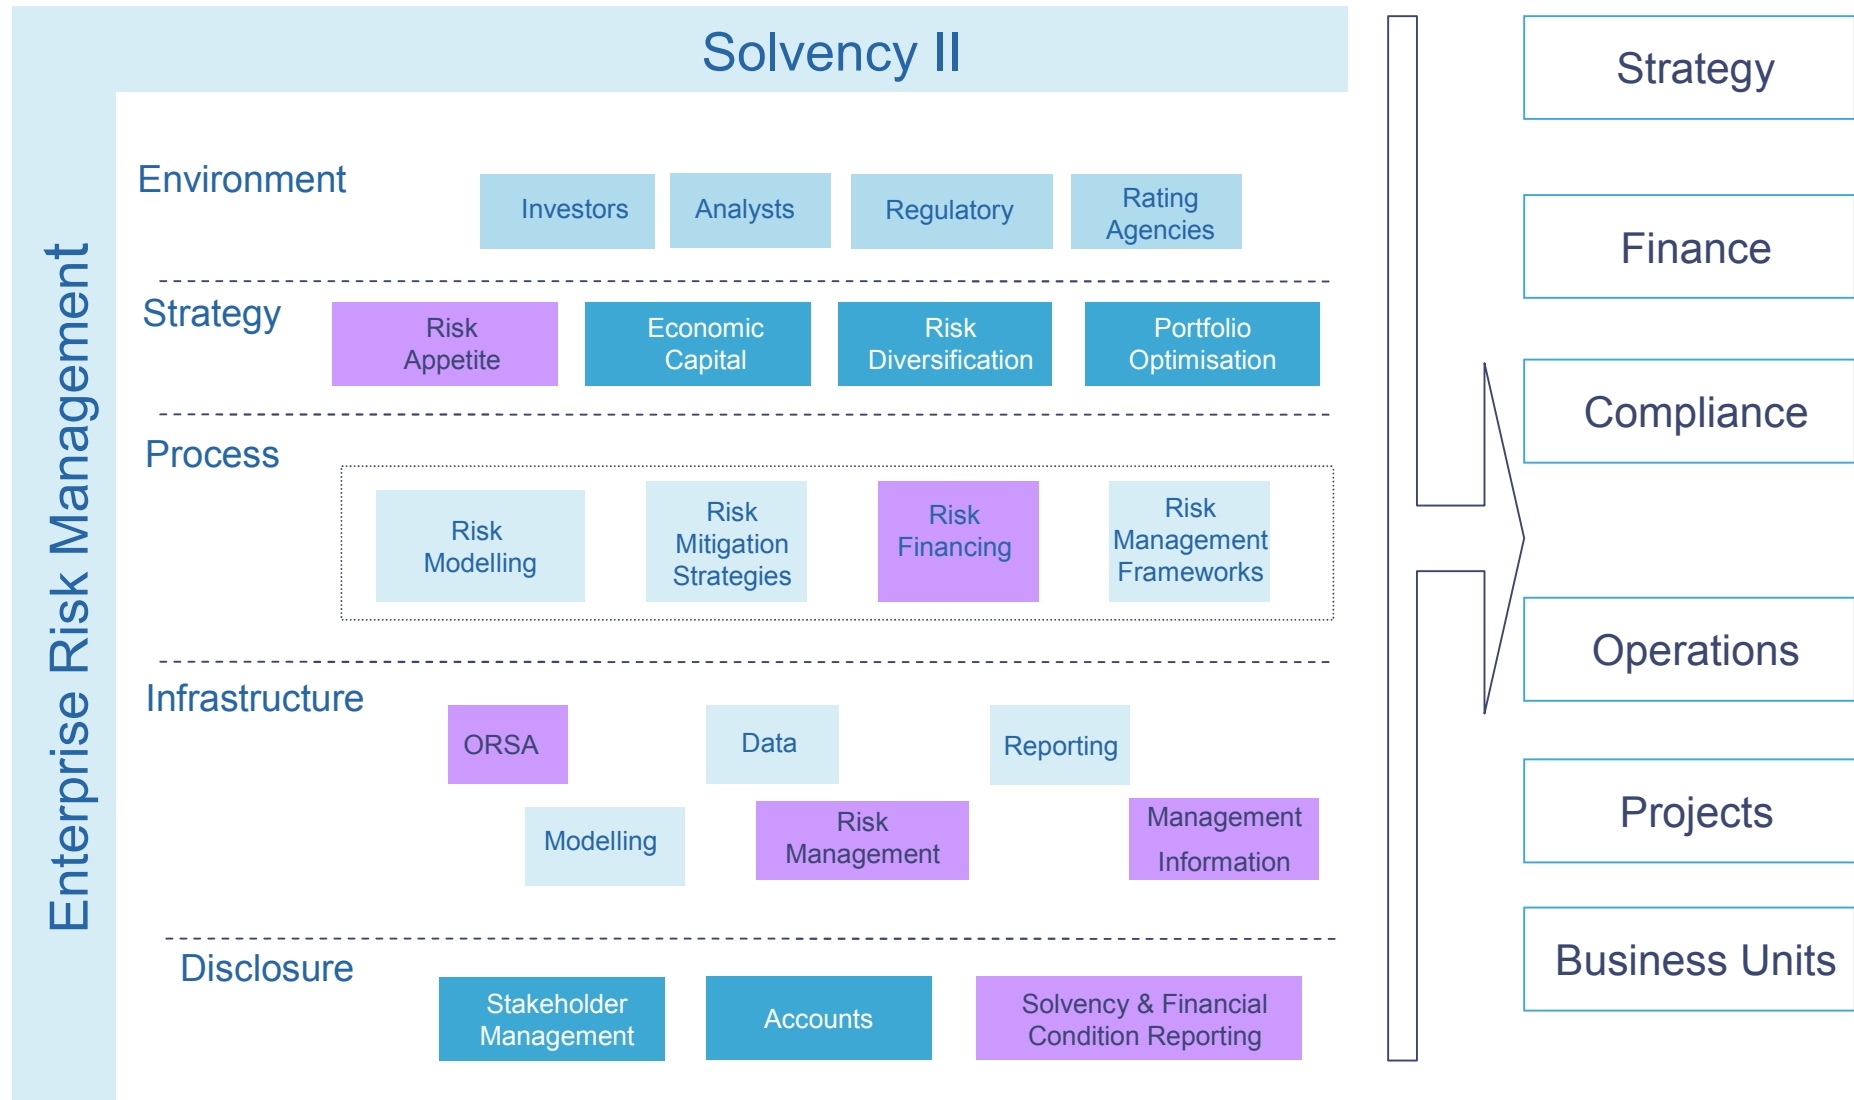 Solvency II
Enterprise Risk Management
Environment
Investors
Analysts
Regulatory
Rating
Agencies
Strategy
Risk
Appetite
Economic
Capital
Risk
Diversification
Portfolio
Optimisation
Process
Risk
Modelling
Risk
Mitigation
Strategies
Risk
Financing
Risk
Management
Frameworks
Infrastructure
ORSA
Data
Reporting
Modelling
Risk
Management
Management
Information
Disclosure
Stakeholder
Management
Accounts
Solvency & Financial
Condition Reporting
Strategy
Finance
Compliance
Operations
Projects
Business Units